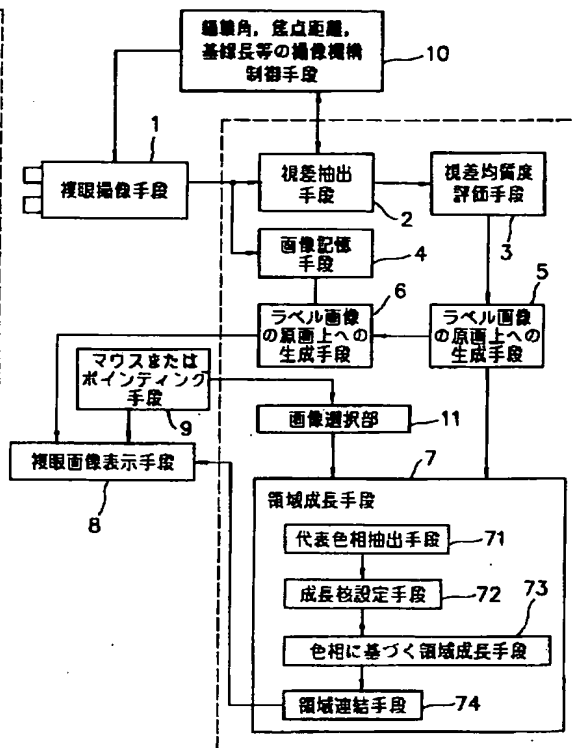 輻輳角,焦点距離,
基線長等の撮像機構
制御手段
10
1
複眼撮像手段
視差抽出
手段
2
視差均質度
評価手段
3
画像記憶
手段
4
6
ラベル画像
の原画上への
生成手段
5
ラベル画像
の原画上への
生成手段
マウスまたは
ポインティング
手段
9
画像選択部
11
複眼画像表示手段
8
7
領域成長手段
代表色相抽出手段
71
成長核設定手段
72
73
色相に基づく領域成長手段
領域連結手段
74